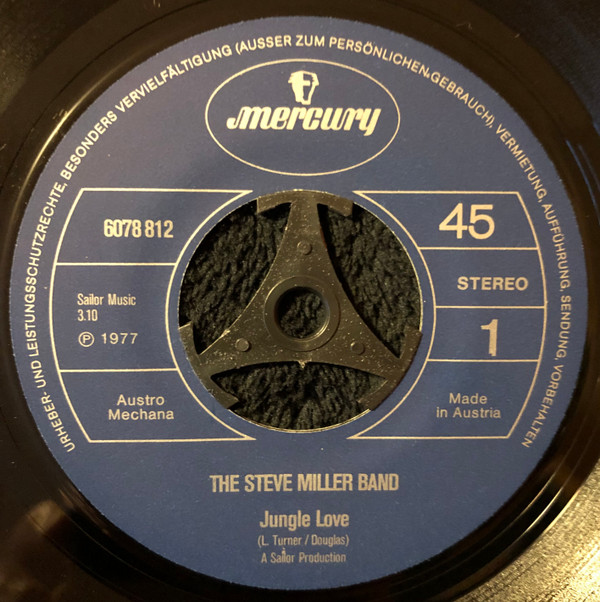 URHEBER- UND LEISTUNGSSCHUTZRECHTE, BESONDERS VERVIELFÄLTIGUNG (AUSSER ZUM PERSÖNLICHEN GEBRAUCH), VERMIETUNG, AUFFÜHRUNG, SENDUNG, VORBEHALTEN
mercury
6078 812
45
STEREO
Sailor Music
3.10
℗ 1977
1
Austro
Mechana
Made
in Austria
THE STEVE MILLER BAND
Jungle Love
(L. Turner / Douglas)
A Sailor Production